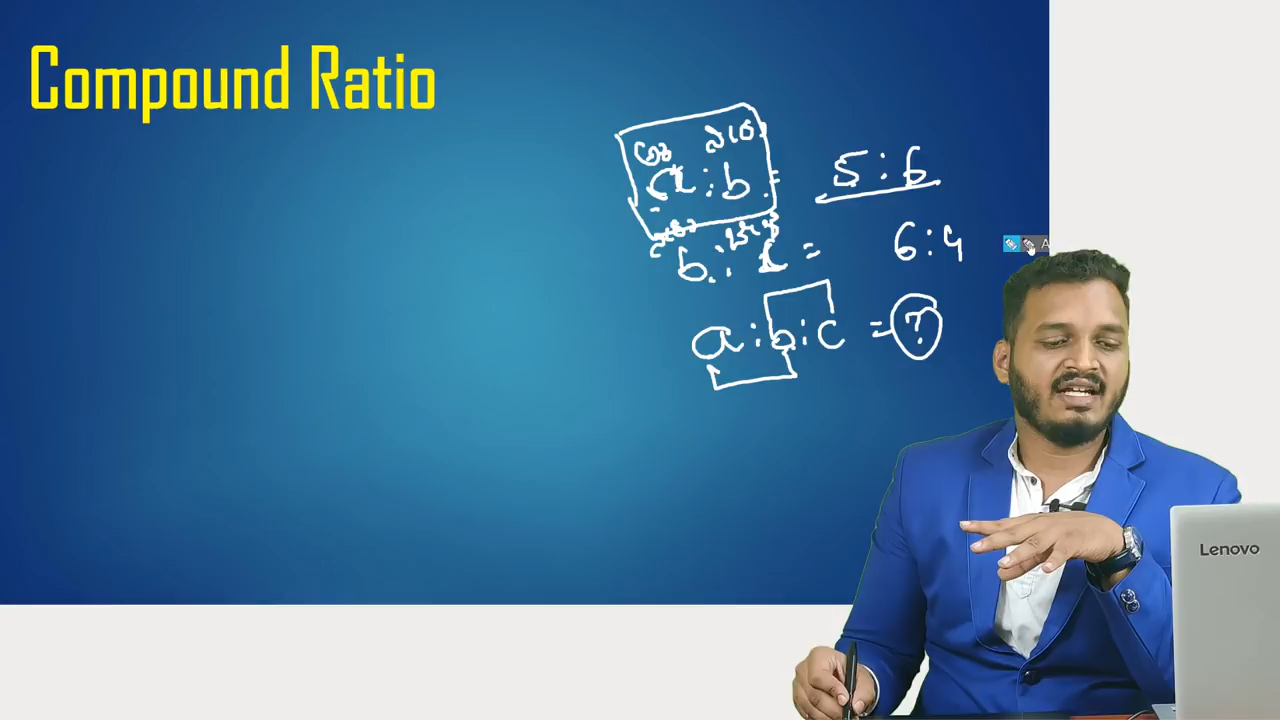 Compound Ratio
a : b = 5 : 6
b : c = 6 : 4
a : b : c = ?
Lenovo